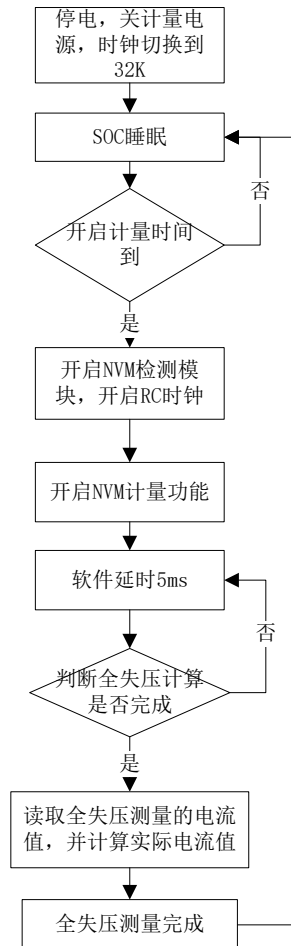 停电，关计量电
源，时钟切换到
32K
SOC睡眠
否
开启计量时间
到
是
开启NVM检测模
块，开启RC时钟
开启NVM计量功能
软件延时5ms
否
判断全失压计算
是否完成
是
读取全失压测量的电流
值，并计算实际电流值
全失压测量完成